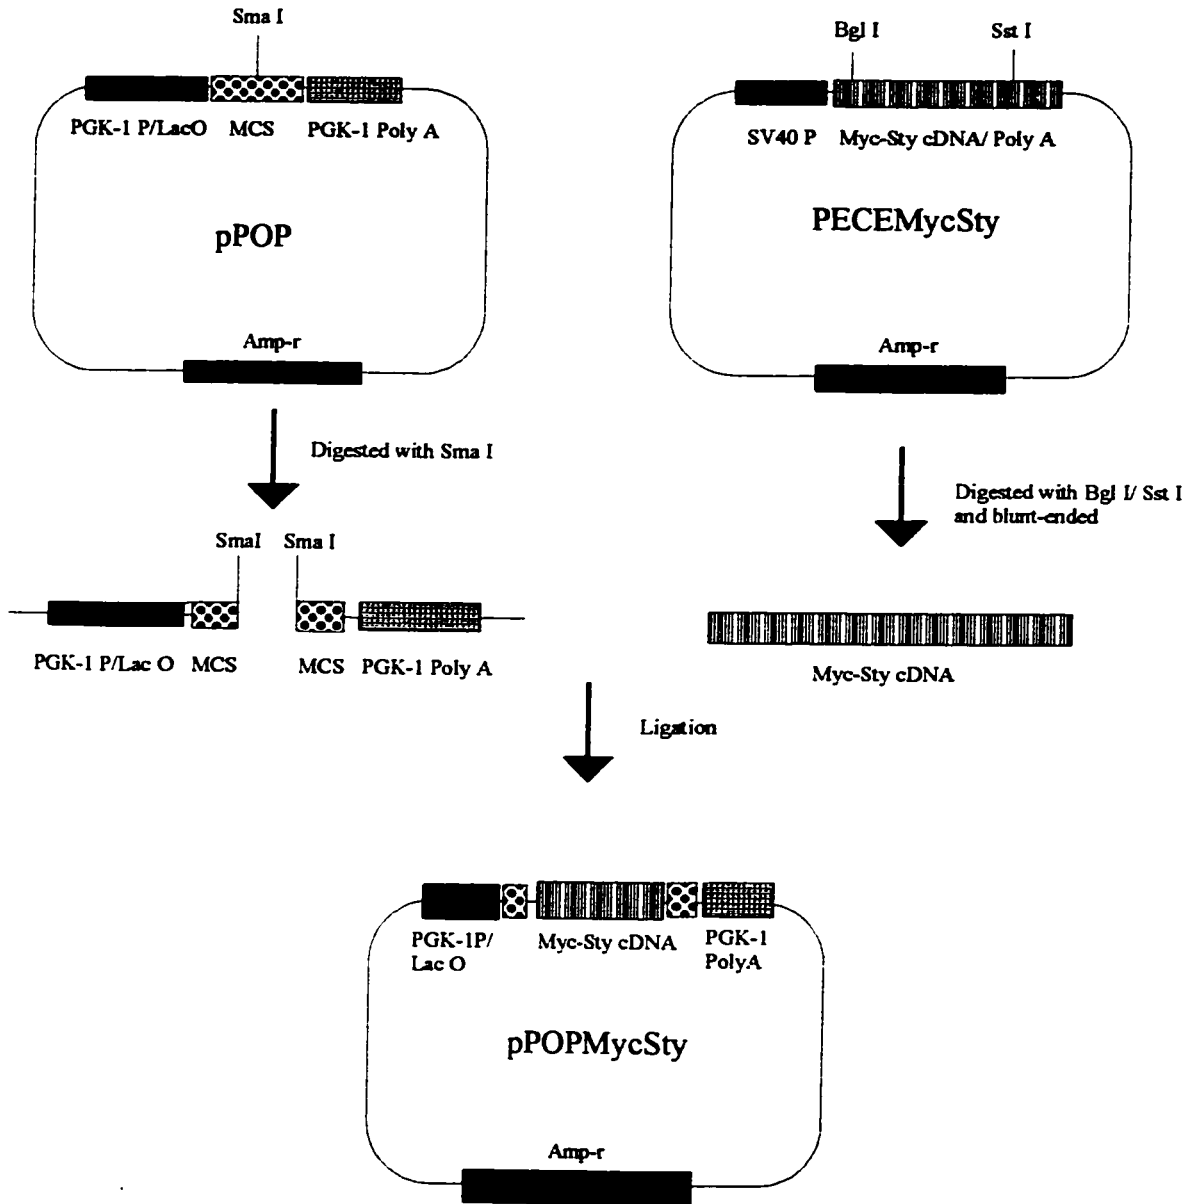 Sma I
PGK-1 P/LacO
MCS
PGK-1 Poly A
pPOP
Amp-r
Digested with Sma I
Bgl I
Sst I
SV40 P
Myc-Sty cDNA/ Poly A
PECEMycSty
Amp-r
Digested with Bgl I/ Sst I
and blunt-ended
SmaI
Sma I
PGK-1 P/Lac O
MCS
MCS
PGK-1 Poly A
Myc-Sty cDNA
Ligation
PGK-1P/
Lac O
Myc-Sty cDNA
PGK-1
PolyA
pPOPMycSty
Amp-r